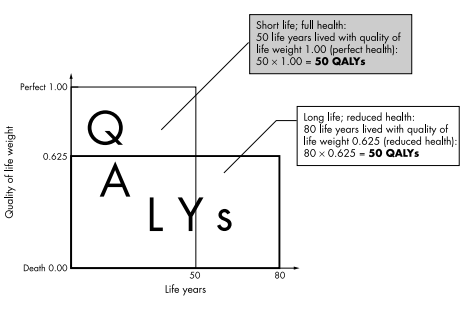 Short life; full health:
50 life years lived with quality of
life weight 1.00 (perfect health):
50 × 1.00 = 50 QALYs
Long life; reduced health:
80 life years lived with quality of
life weight 0.625 (reduced health):
80 × 0.625 = 50 QALYs
Quality of life weight
Perfect 1.00
0.625
Death 0.00
Q
A
L Y s
50
80
Life years